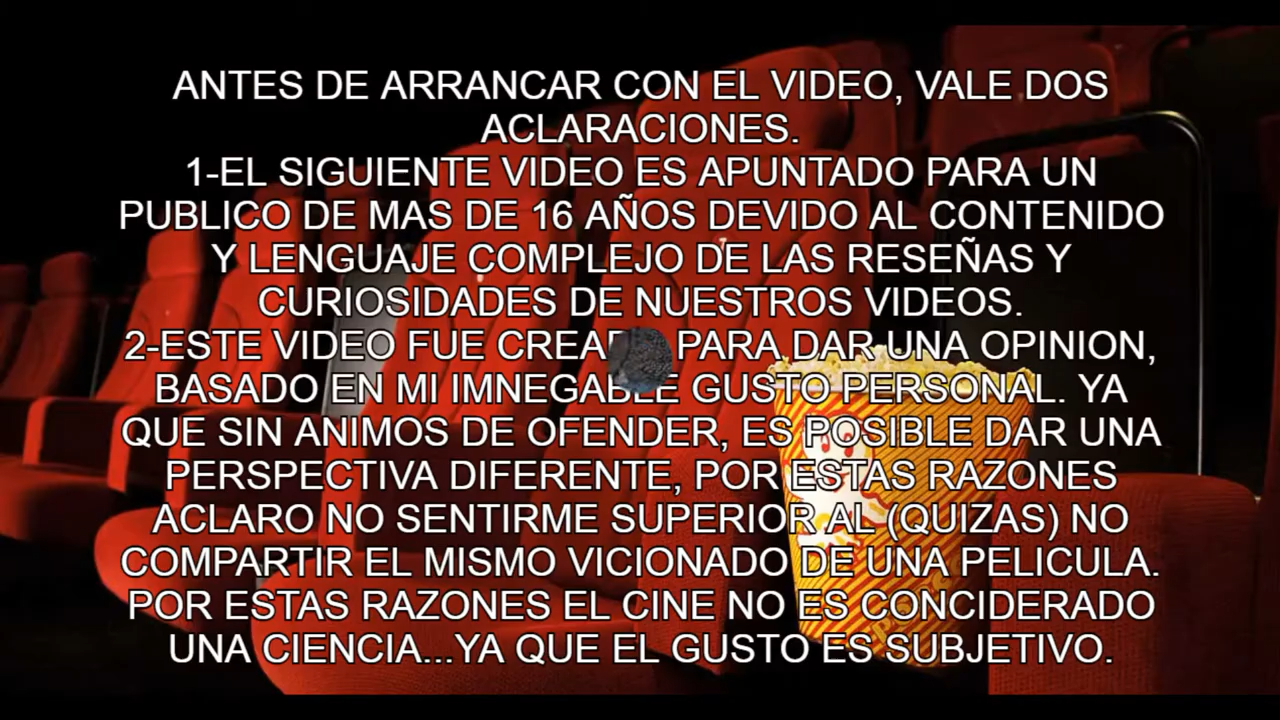 ANTES DE ARRANCAR CON EL VIDEO, VALE DOS
ACLARACIONES.
1-EL SIGUIENTE VIDEO ES APUNTADO PARA UN
PUBLICO DE MAS DE 16 AÑOS DEVIDO AL CONTENIDO
Y LENGUAJE COMPLEJO DE LAS RESEÑAS Y
CURIOSIDADES DE NUESTROS VIDEOS.
2-ESTE VIDEO FUE PARA DAR UNA OPINION,
BASADO EN MI IMNEGABLE GUSTO PERSONAL. YA
QUE SIN ANIMOS DE OFENDER, ES POSIBLE DAR UNA
PERSPECTIVA DIFERENTE, POR ESTAS RAZONES
ACLARO NO SENTIRME SUPERIOR AL (QUIZAS) NO
COMPARTIR EL MISMO VICIONADO DE UNA PELICULA.
POR ESTAS RAZONES EL CINE NO ES CONCIDERADO
UNA CIENCIA...YA QUE EL GUSTO ES SUBJETIVO.